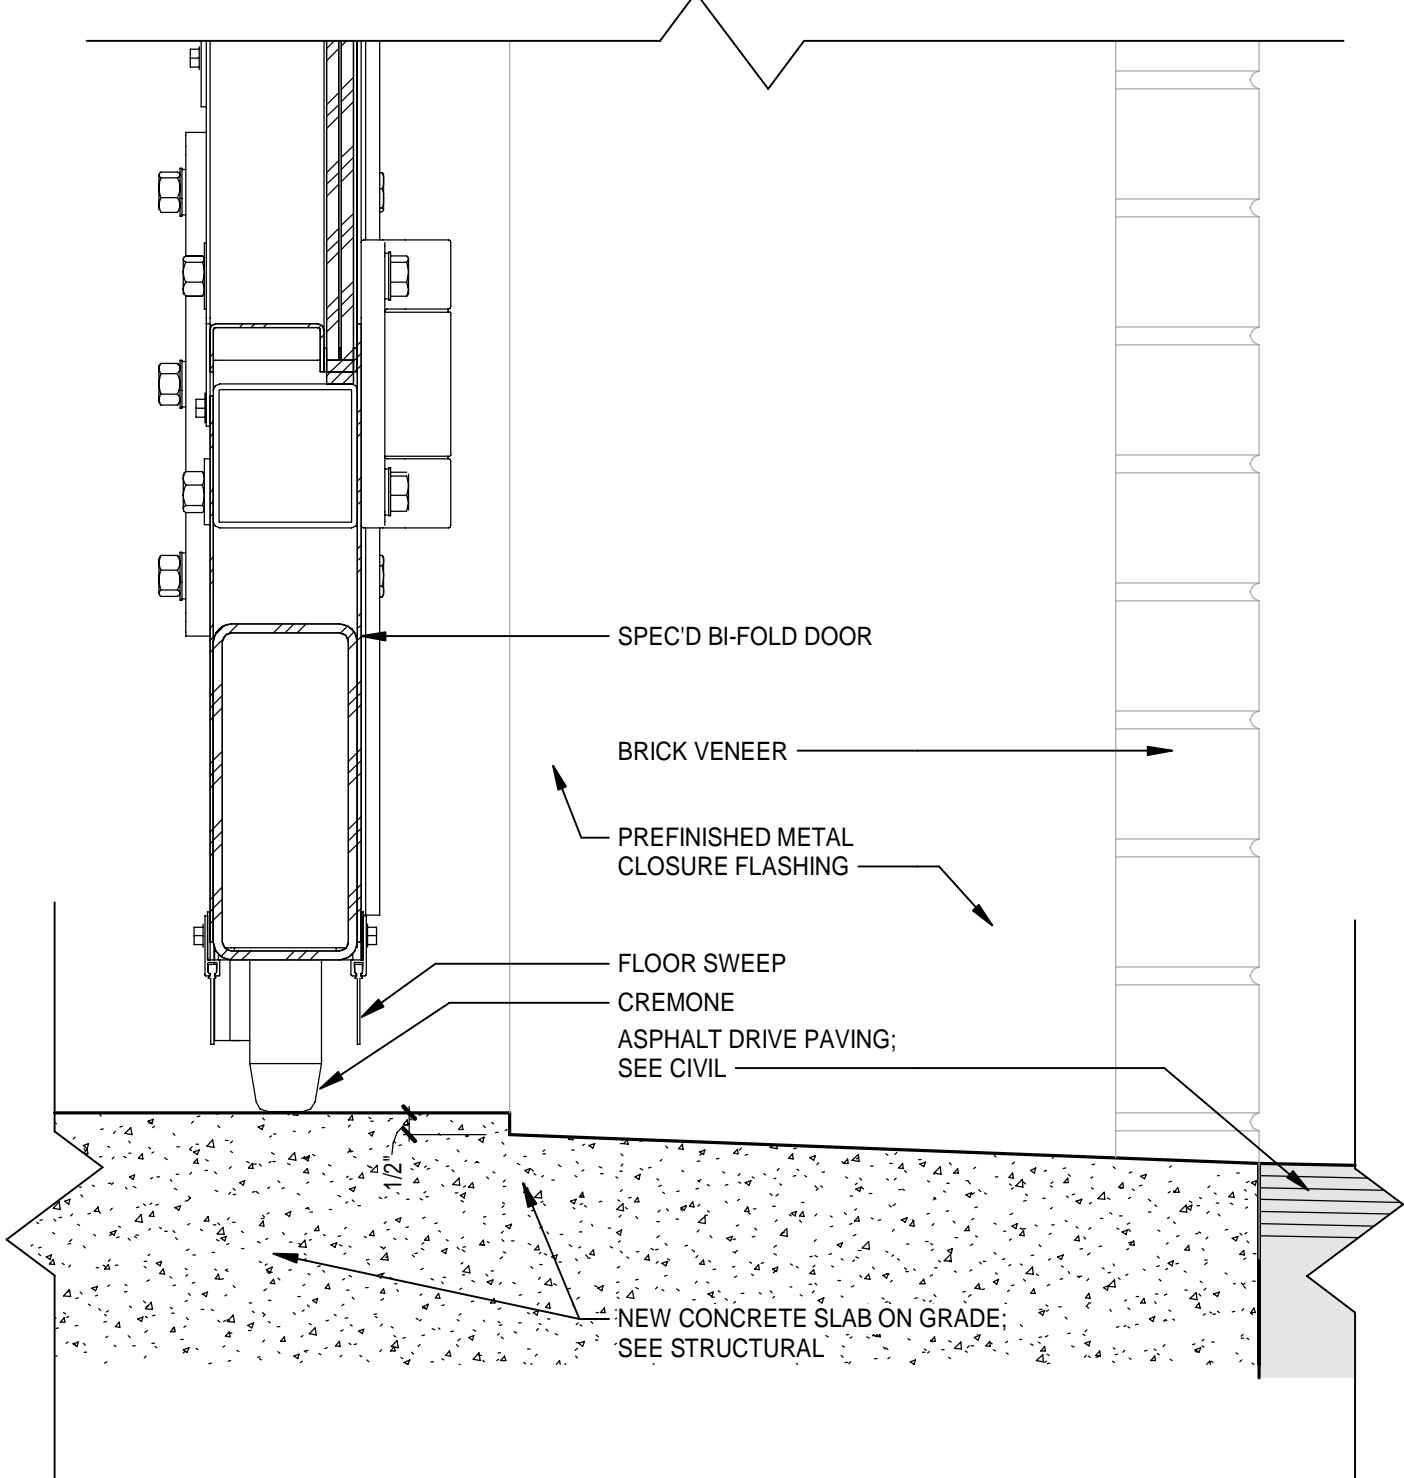 SPEC'D BI-FOLD DOOR
BRICK VENEER
PREFINISHED METAL
CLOSURE FLASHING
FLOOR SWEEP
CREMONE
ASPHALT DRIVE PAVING;
SEE CIVIL
1/2"
NEW CONCRETE SLAB ON GRADE;
SEE STRUCTURAL